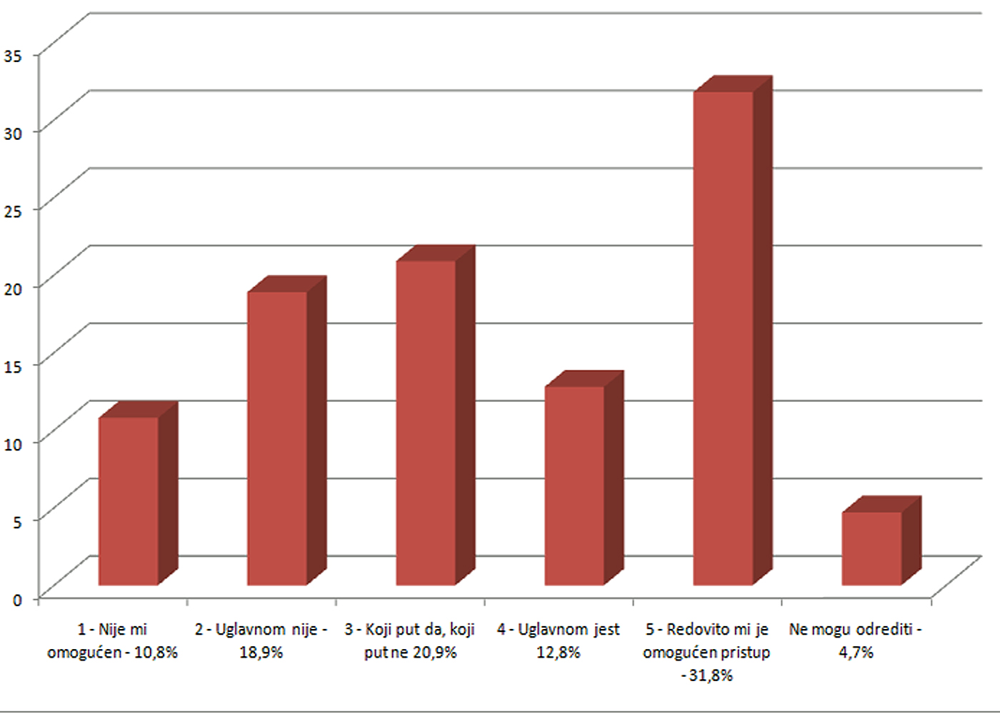 35
30
25
20
15
10
5
0
1 - Nije mi
omogućen - 10,8%
2 - Uglavnom nije -
18,9%
3 - Koji put da, koji
put ne 20,9%
4 - Uglavnom jest
12,8%
5 - Redovito mi je
omogućen pristup
- 31,8%
Ne mogu odrediti -
4,7%